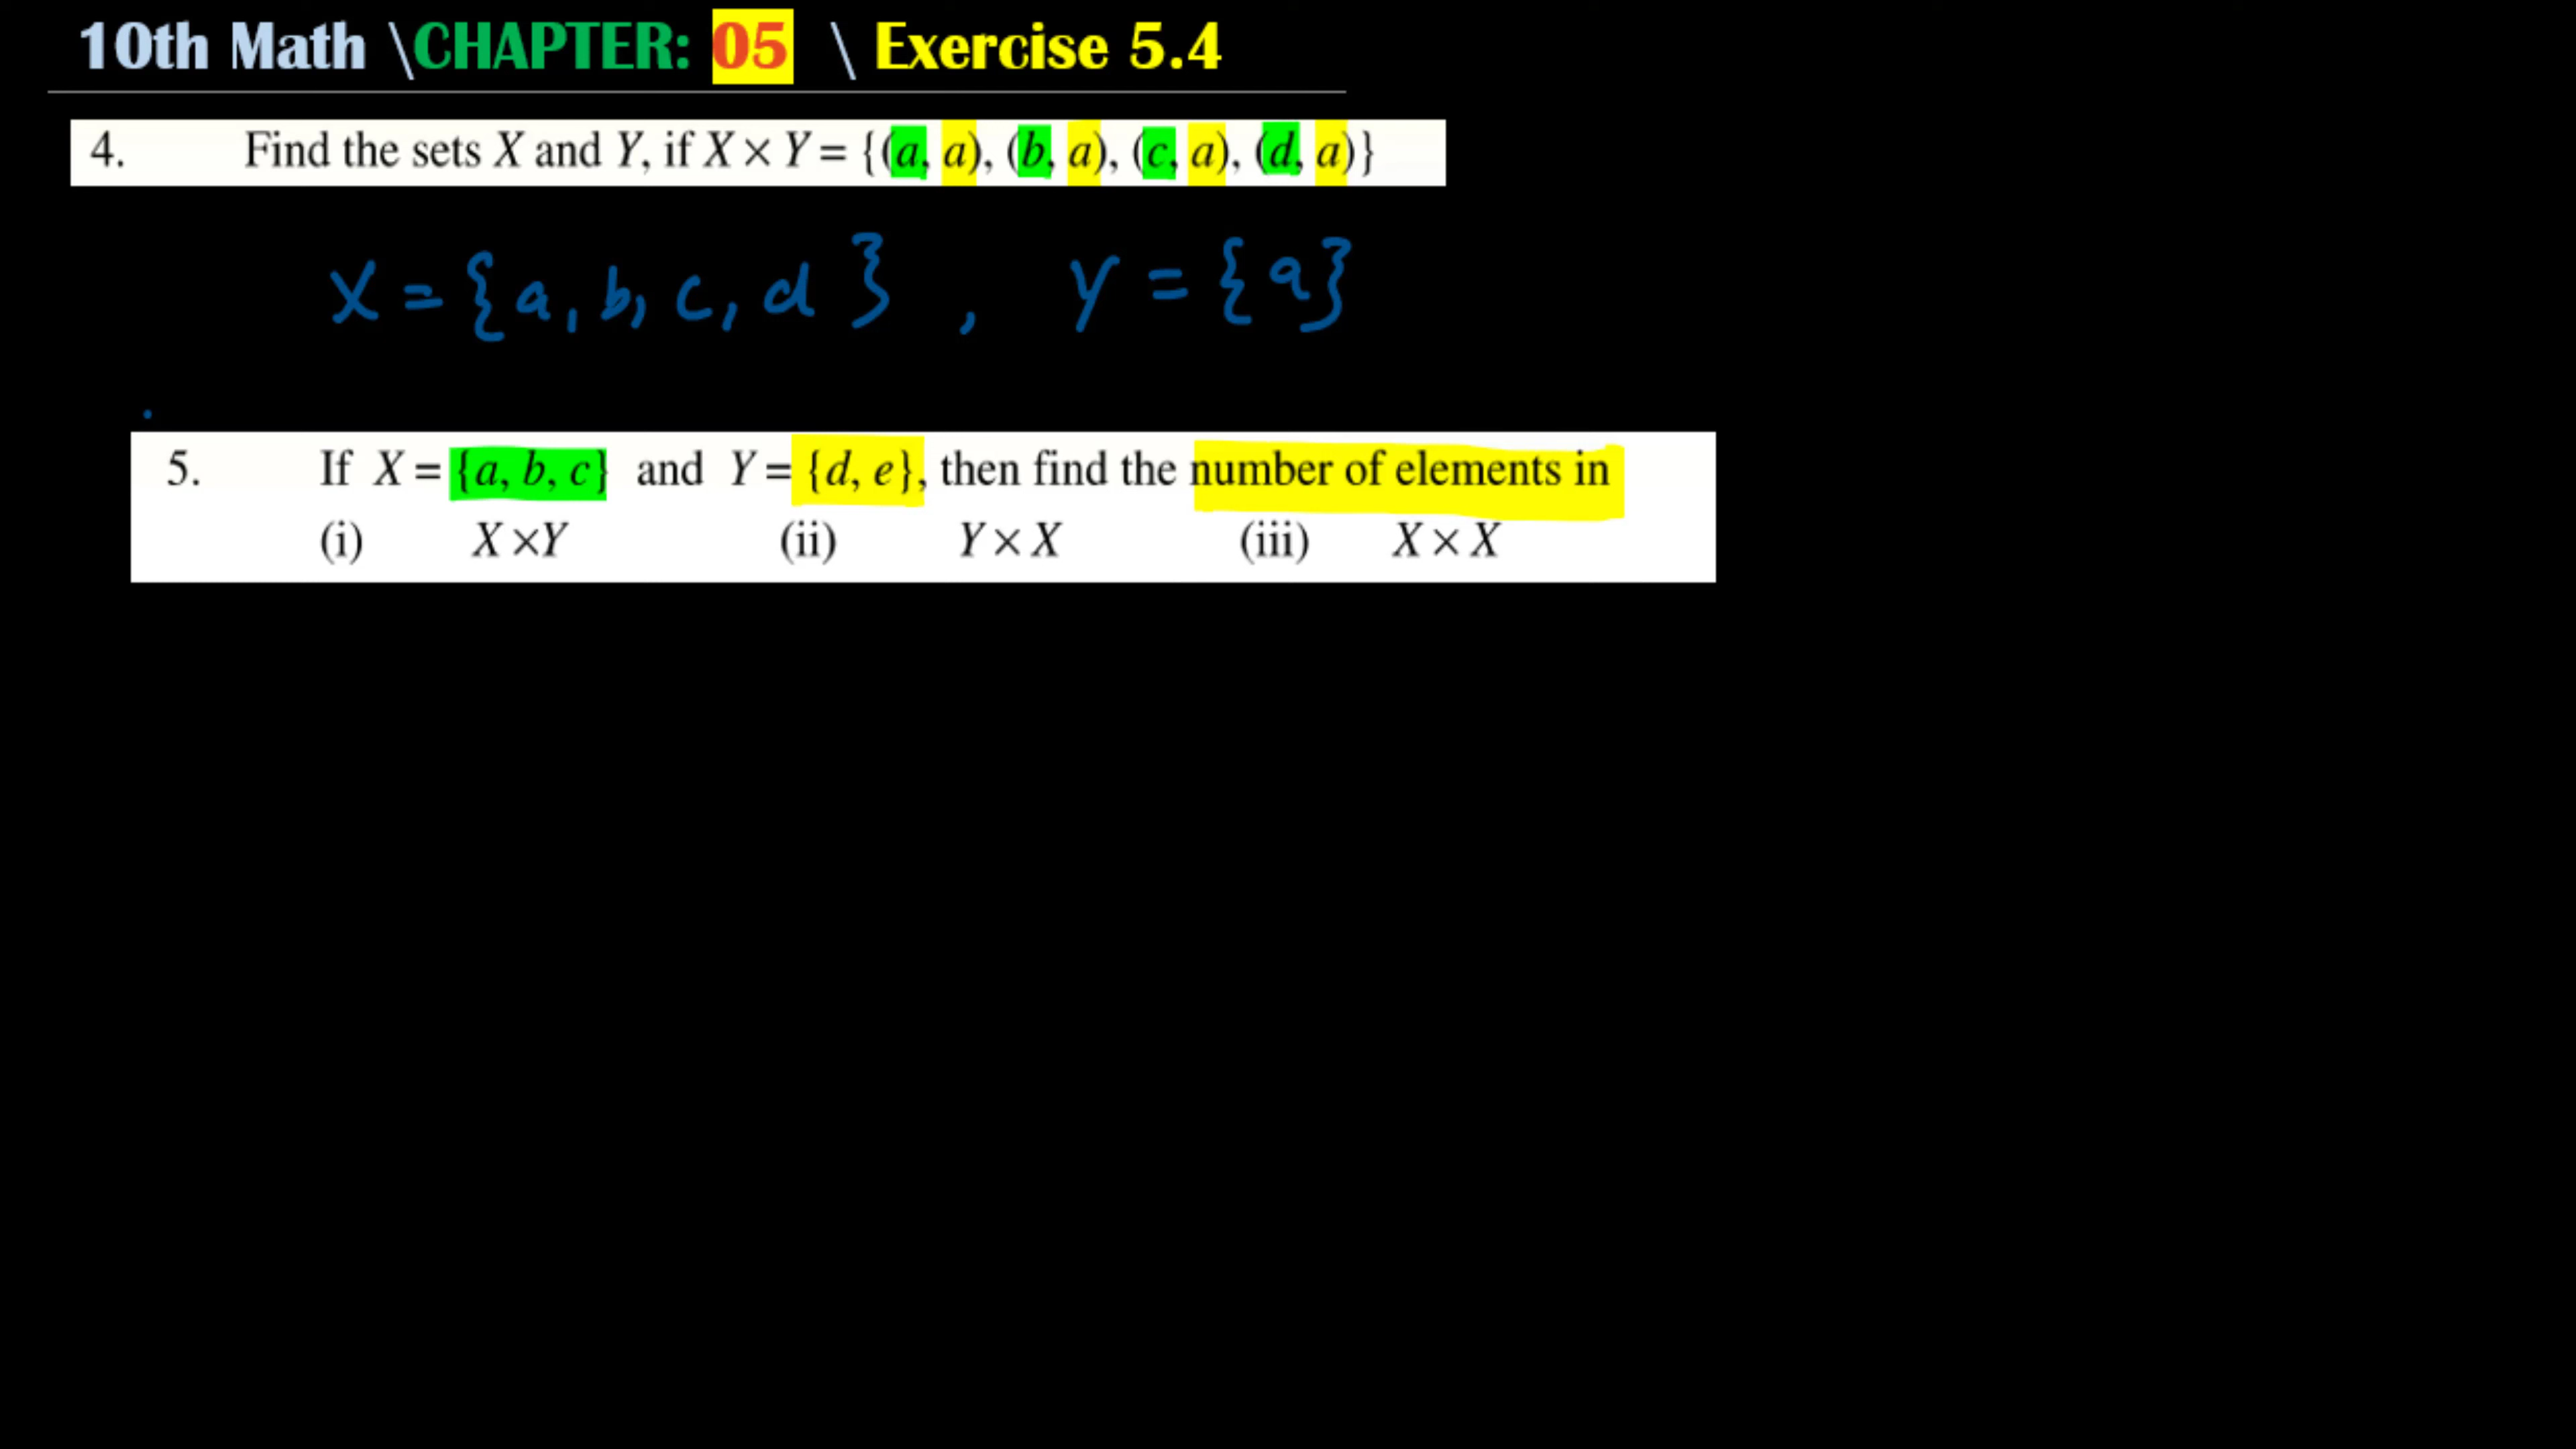 10th Math \CHAPTER: 05 \ Exercise 5.4
4. Find the sets X and Y, if X × Y = {(a, a), (b, a), (c, a), (d, a)}
X = {a, b, c, d } , y = {a}
5. If X = {a, b, c} and Y = {d, e}, then find the number of elements in
(i) X ×Y (ii) Y × X (iii) X × X